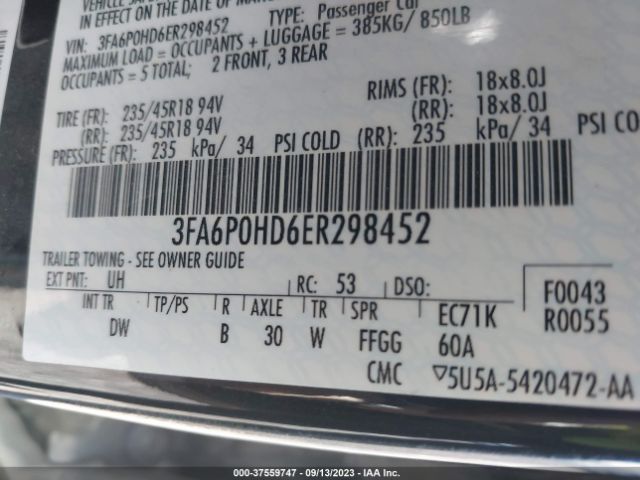 VEHICLE SAF
IN EFFECT ON THE DATE OF MAN
VIN: 3FA6P0HD6ER298452 TYPE: Passenger Car
MAXIMUM LOAD = OCCUPANTS + LUGGAGE = 385KG/ 850LB
OCCUPANTS = 5 TOTAL; 2 FRONT, 3 REAR
TIRE (FR): 235/45R18 94V RIMS (FR): 18x8.0J
(RR): 235/45R18 94V (RR): 18x8.0J
PRESSURE (FR): 235 kPa/ 34 PSI COLD (RR): 235 kPa/ 34 PSI CO
3FA6P0HD6ER298452
TRAILER TOWING - SEE OWNER GUIDE
EXT PNT: UH RC: 53 DSO: F0043
INT TR TP/PS R AXLE TR SPR EC71K R0055
DW B 30 W FFGG 60A
CMC ▽5U5A-5420472-AA
000-37559747 - 09/13/2023 - IAA Inc.